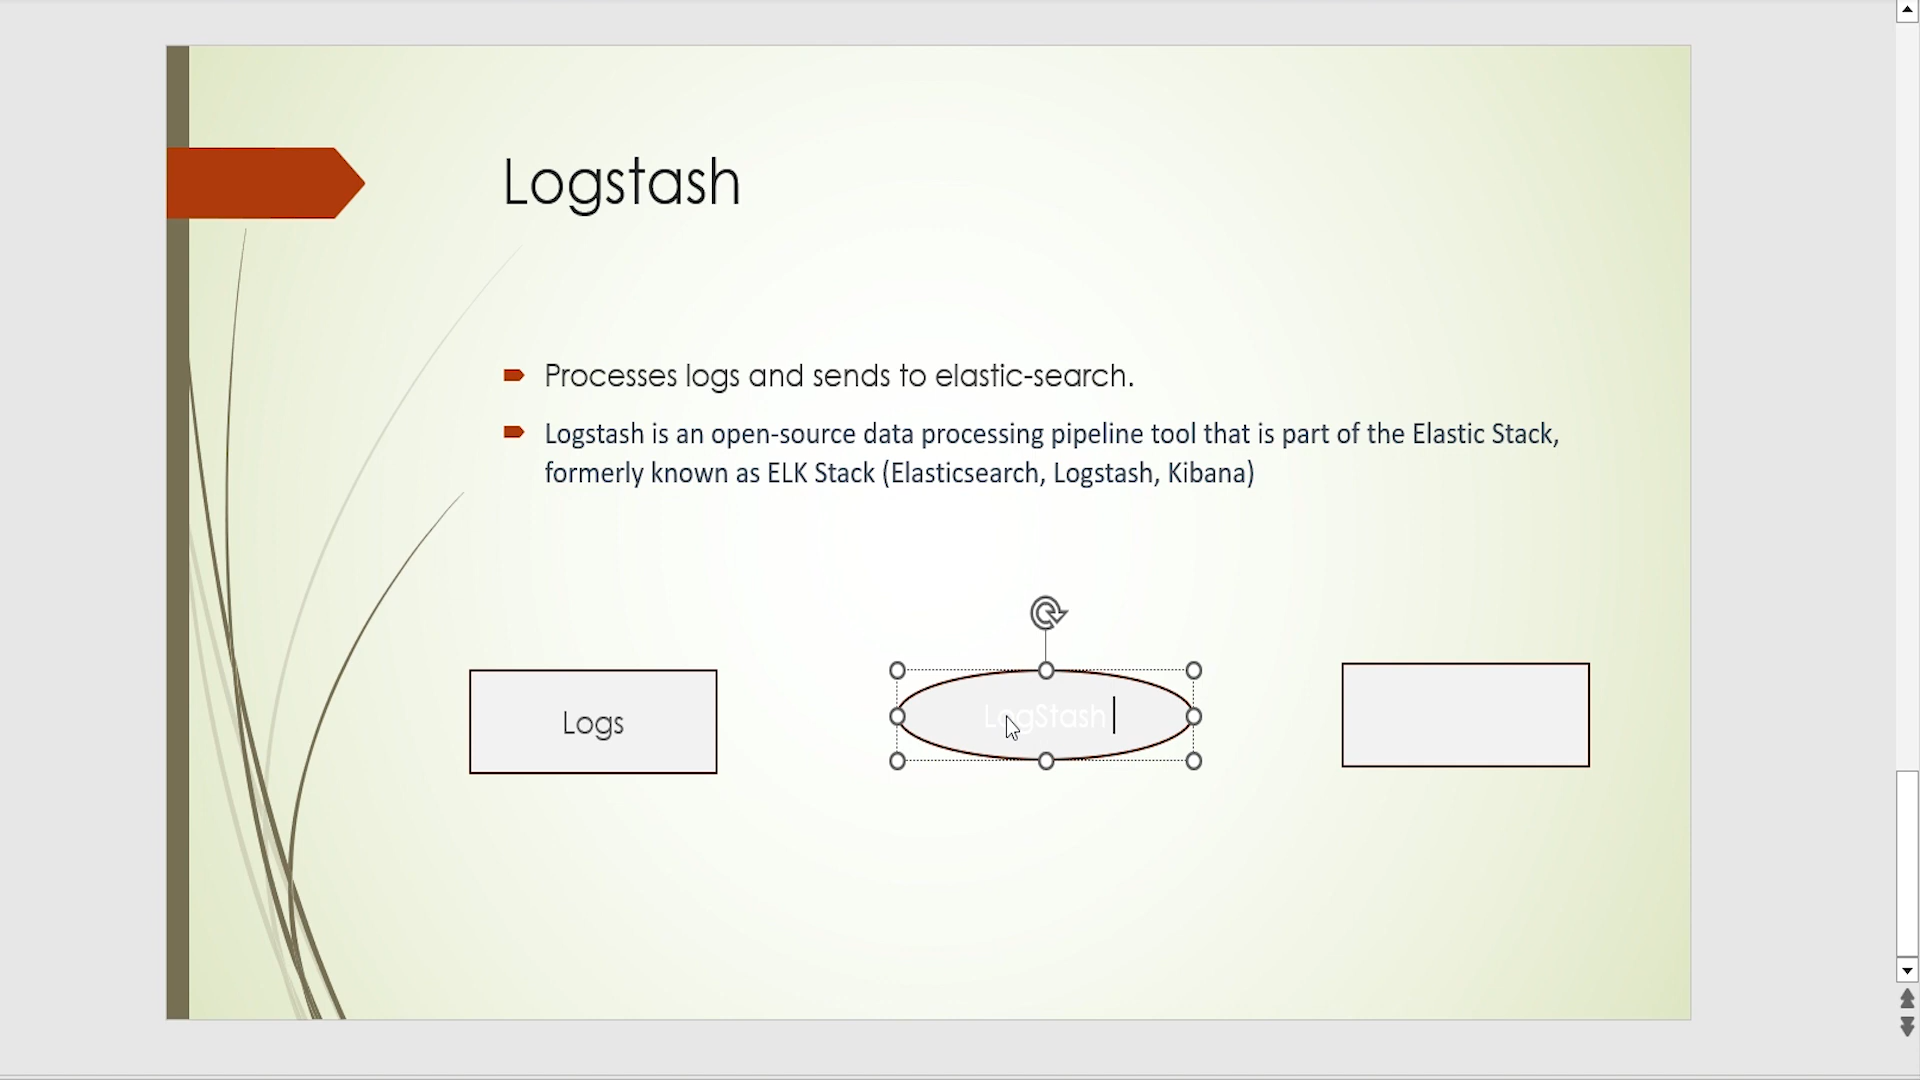 Logstash
Processes logs and sends to elastic-search.
Logstash is an open-source data processing pipeline tool that is part of the Elastic Stack,
formerly known as ELK Stack (Elasticsearch, Logstash, Kibana)
Logs
LogStash